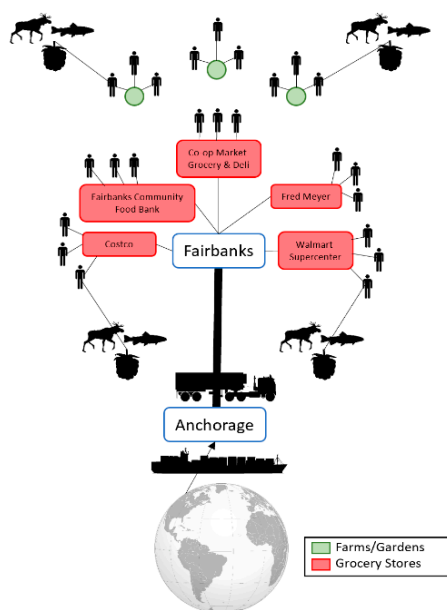 Co-op Market
Grocery & Deli
Fairbanks Community
Food Bank
Fred Meyer
Costco
Fairbanks
Walmart
Supercenter
Anchorage
Farms/Gardens
Grocery Stores